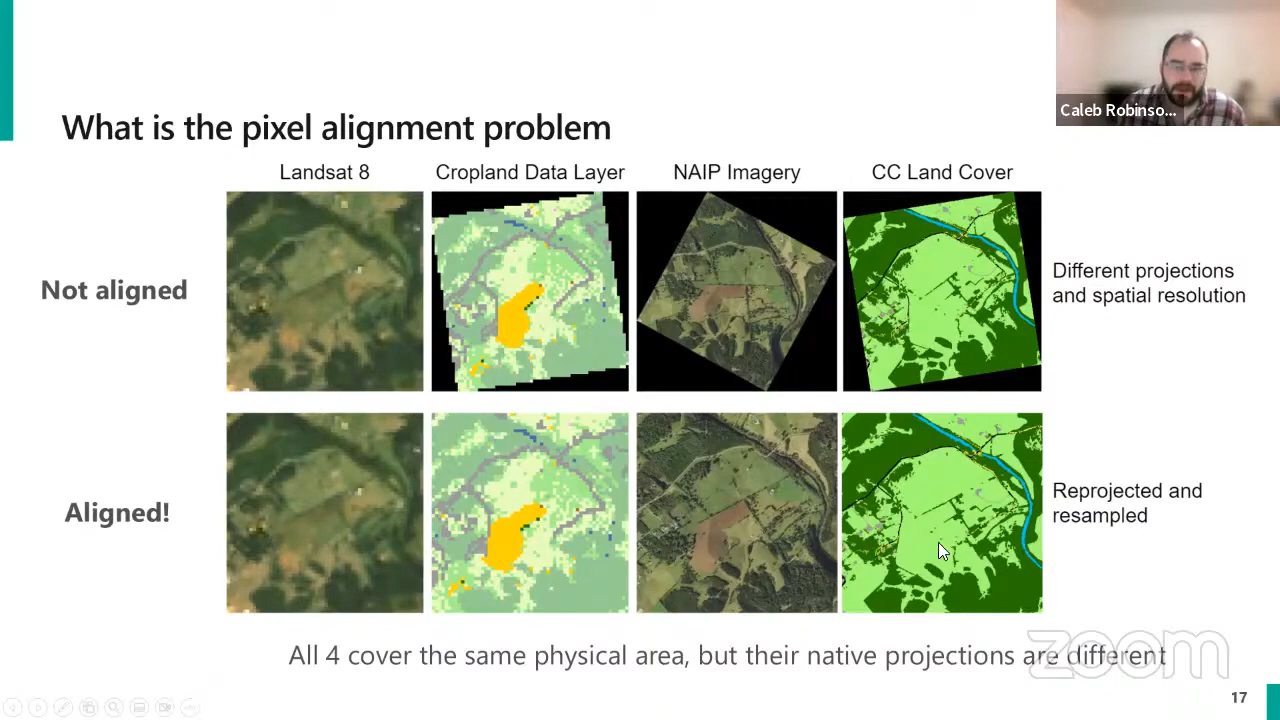 Caleb Robinso...
What is the pixel alignment problem
Landsat 8
Cropland Data Layer
NAIP Imagery
CC Land Cover
Not aligned
Different projections
and spatial resolution
Aligned!
Reprojected and
resampled
All 4 cover the same physical area, but their native projections are different
zoom
17